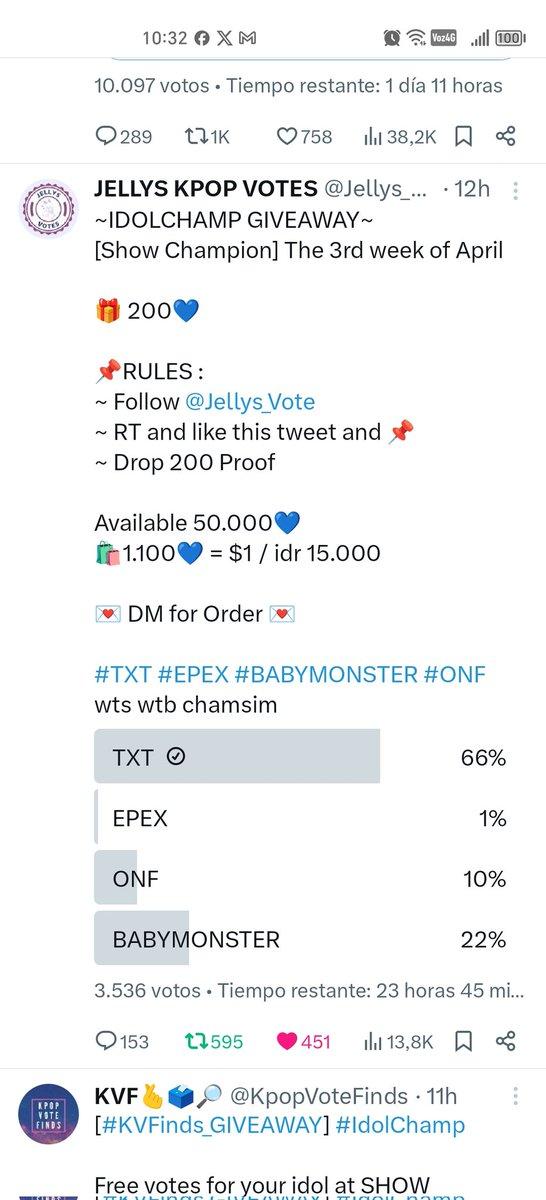 10:32
Voz4G
100
10.097 votos • Tiempo restante: 1 día 11 horas
289 1K 758 38,2K
JELLYS KPOP VOTES @Jellys_... · 12h
~IDOLCHAMP GIVEAWAY~
[Show Champion] The 3rd week of April
🎁 200💙
📌RULES :
~ Follow @Jellys_Vote
~ RT and like this tweet and 📌
~ Drop 200 Proof
Available 50.000💙
🛍️1.100💙 = $1 / idr 15.000
💌 DM for Order 💌
#TXT #EPEX #BABYMONSTER #ONF
wts wtb chamsim
TXT 66%
EPEX 1%
ONF 10%
BABYMONSTER 22%
3.536 votos • Tiempo restante: 23 horas 45 mi...
153 595 451 13,8K
KVF🫰🗳️🔎 @KpopVoteFinds · 11h
[#KVFinds_GIVEAWAY] #IdolChamp
Free votes for your idol at SHOW